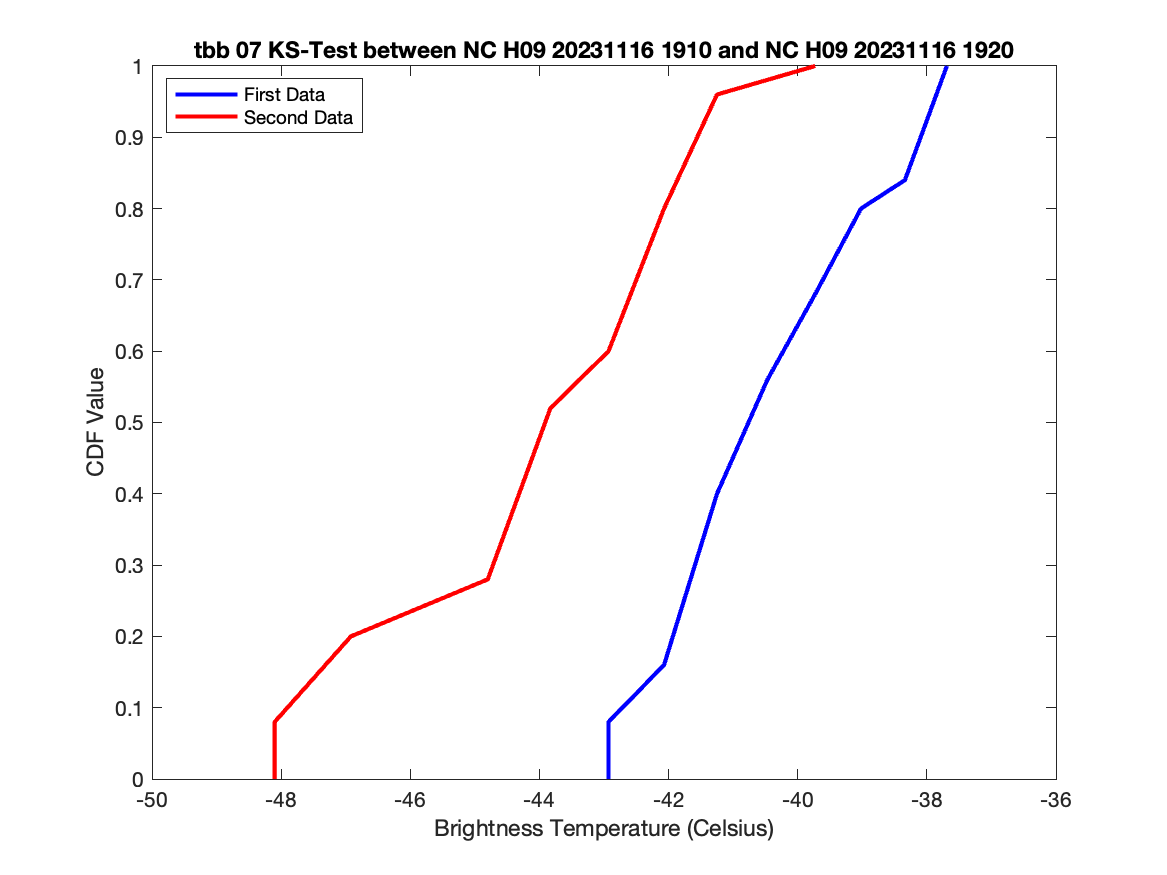 tbb 07 KS-Test between NC H09 20231116 1910 and NC H09 20231116 1920
First Data
Second Data
1
0.9
0.8
0.7
0.6
0.5
0.4
0.3
0.2
0.1
0
CDF Value
-50 -48 -46 -44 -42 -40 -38 -36
Brightness Temperature (Celsius)